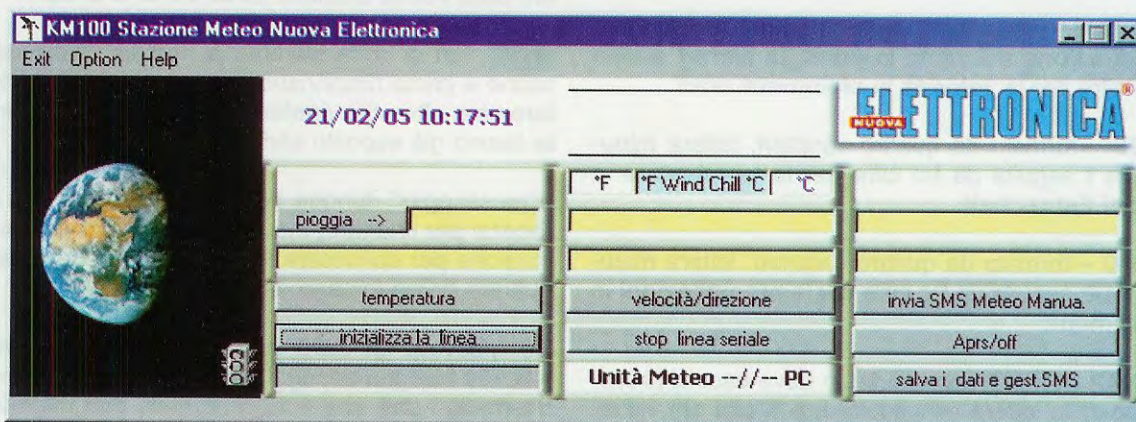 KM100 Stazione Meteo Nuova Elettronica
Exit Option Help
21/02/05 10:17:51
NUOVA ELETTRONICA®
°F °F Wind Chill °C °C
pioggia -->
temperatura velocità/direzione invia SMS Meteo Manua.
inizializza la linea stop linea seriale Aprs/off
Unità Meteo --//-- PC salva i dati e gest.SMS